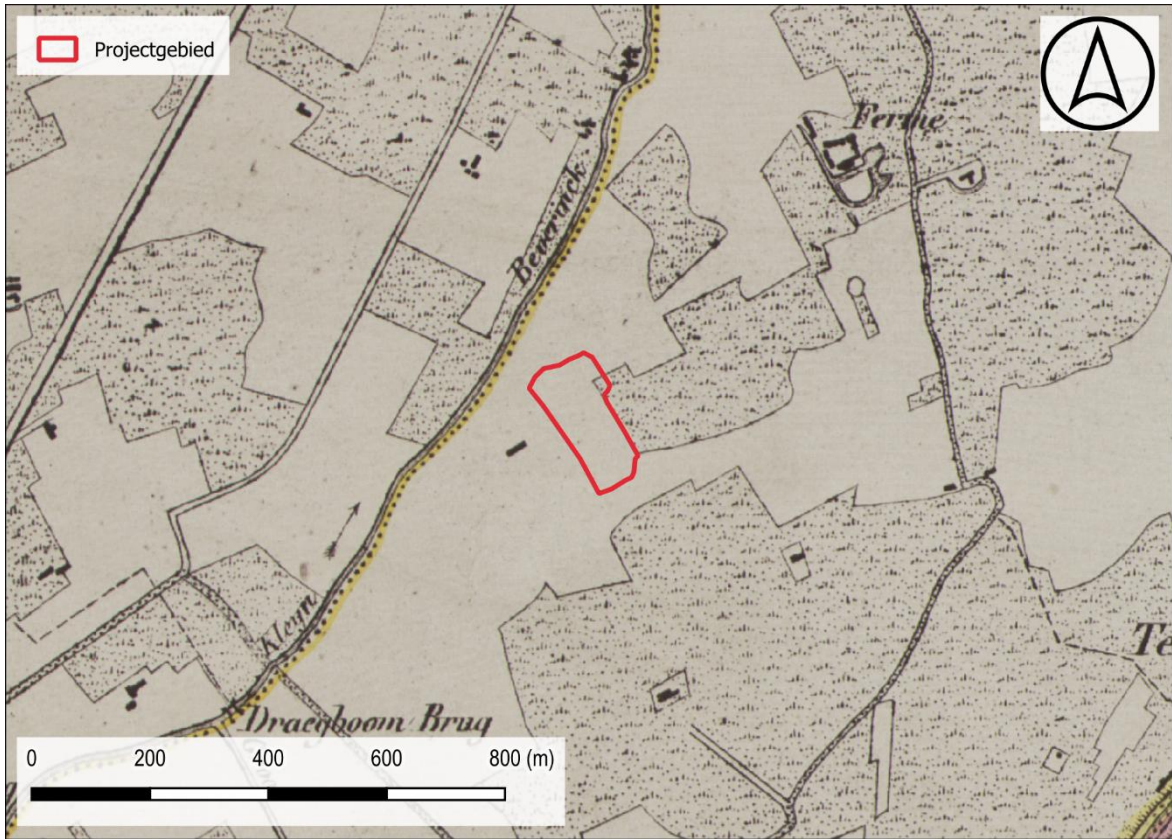 Projectgebied
Ferme
Beverinck
Kleyn
Te
Draegboom Brug
0 200 400 600 800 (m)